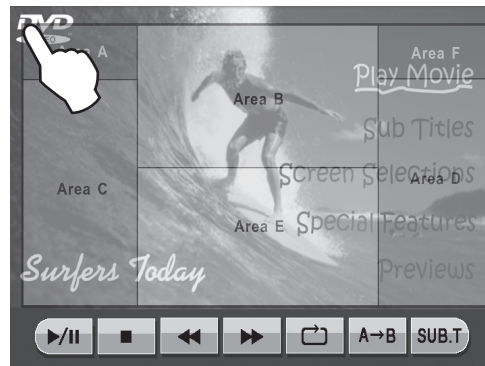 DVD
VIDEO
Area A
Area F
Play Movie
Area B
Sub Titles
Screen Selections
Area C
Area D
Area E
Special Features
Surfers Today
Previews
A→B
SUB.T